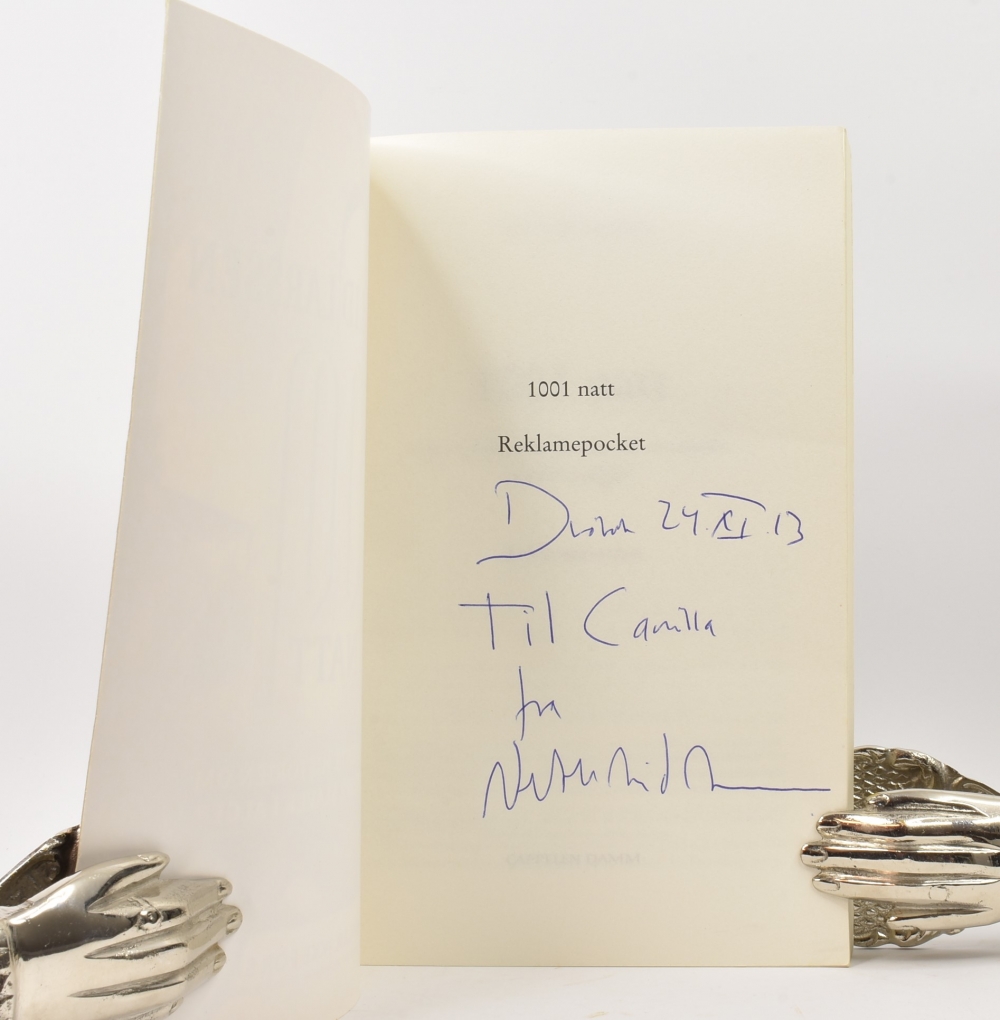 1001 natt
Reklamepocket
24.XI.13
Til Camilla
fra